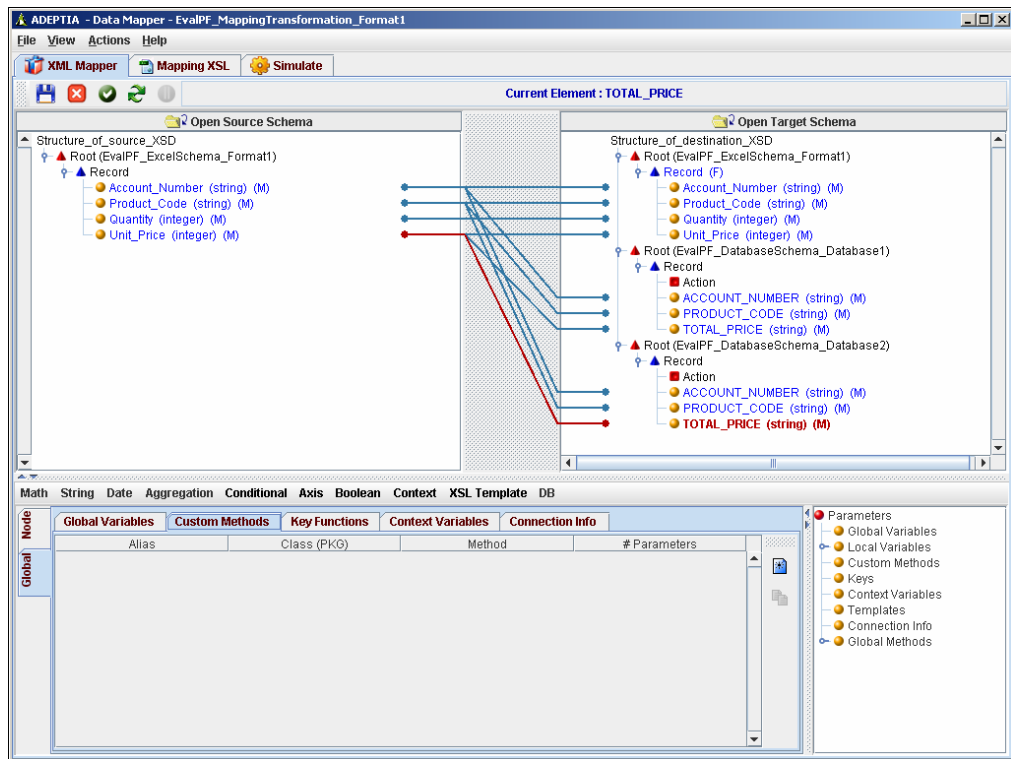 ADEPTIA - Data Mapper - EvalPF_MappingTransformation_Format1
File View Actions Help
XML Mapper Mapping XSL Simulate
Current Element : TOTAL_PRICE
Open Source Schema
Structure_of_source_XSD
Root (EvalPF_ExcelSchema_Format1)
Record
Account_Number (string) (M)
Product_Code (string) (M)
Quantity (integer) (M)
Unit_Price (integer) (M)
Open Target Schema
Structure_of_destination_XSD
Root (EvalPF_ExcelSchema_Format1)
Record (F)
Account_Number (string) (M)
Product_Code (string) (M)
Quantity (integer) (M)
Unit_Price (integer) (M)
Root (EvalPF_DatabaseSchema_Database1)
Record
Action
ACCOUNT_NUMBER (string) (M)
PRODUCT_CODE (string) (M)
TOTAL_PRICE (string) (M)
Root (EvalPF_DatabaseSchema_Database2)
Record
Action
ACCOUNT_NUMBER (string) (M)
PRODUCT_CODE (string) (M)
TOTAL_PRICE (string) (M)
Math String Date Aggregation Conditional Axis Boolean Context XSL Template DB
Node
Global
Global Variables Custom Methods Key Functions Context Variables Connection Info
Alias Class (PKG) Method # Parameters
Parameters
Global Variables
Local Variables
Custom Methods
Keys
Context Variables
Templates
Connection Info
Global Methods